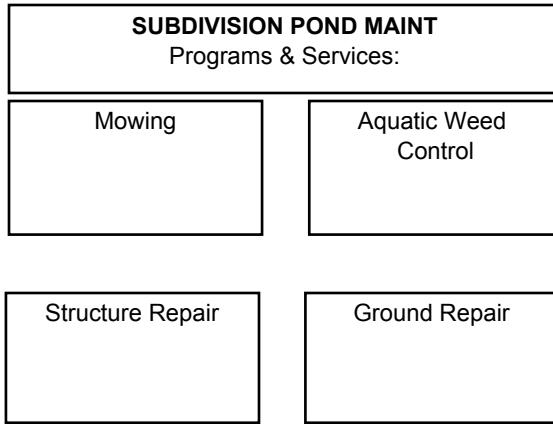 SUBDIVISION POND MAINT
Programs & Services:
Mowing
Aquatic Weed
Control
Structure Repair
Ground Repair